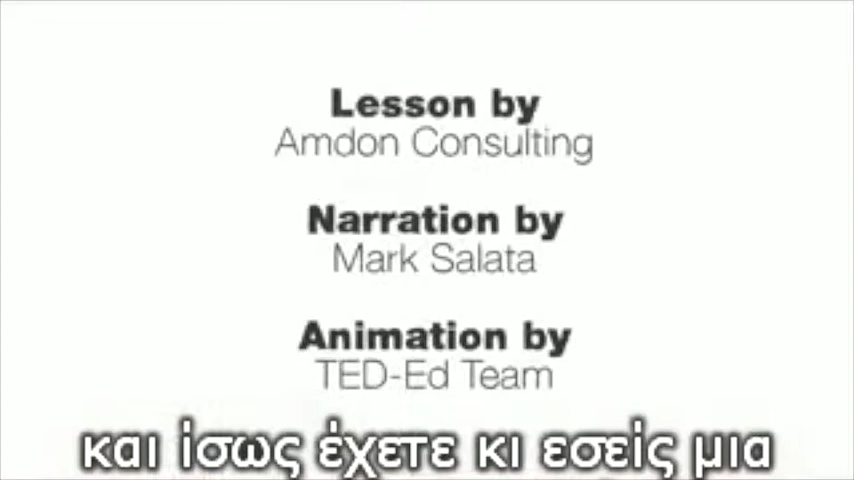 Lesson by
Amdon Consulting
Narration by
Mark Salata
Animation by
TED-Ed Team
και ίσως έχετε κι εσείς μια